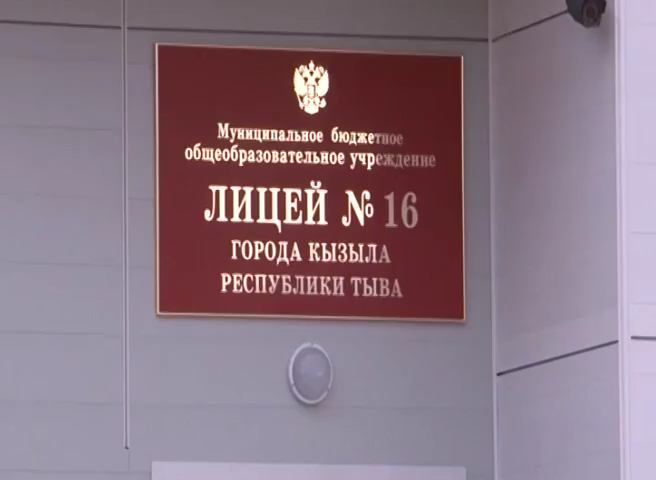 Муниципальное бюджетное
общеобразовательное учреждение
ЛИЦЕЙ № 16
ГОРОДА КЫЗЫЛА
РЕСПУБЛИКИ ТЫВА